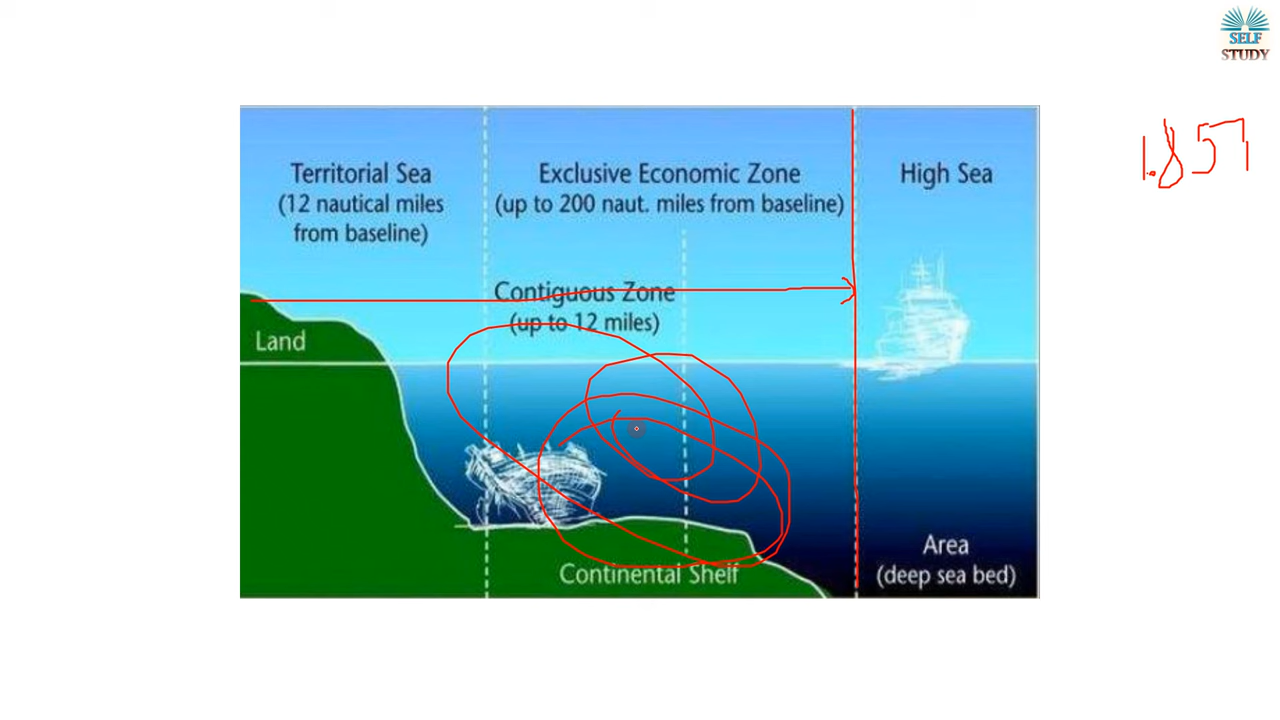 SELF
STUDY
1.857
Territorial Sea
(12 nautical miles
from baseline)
Exclusive Economic Zone
(up to 200 naut. miles from baseline)
High Sea
Contiguous Zone
(up to 12 miles)
Land
Continental Shelf
Area
(deep sea bed)